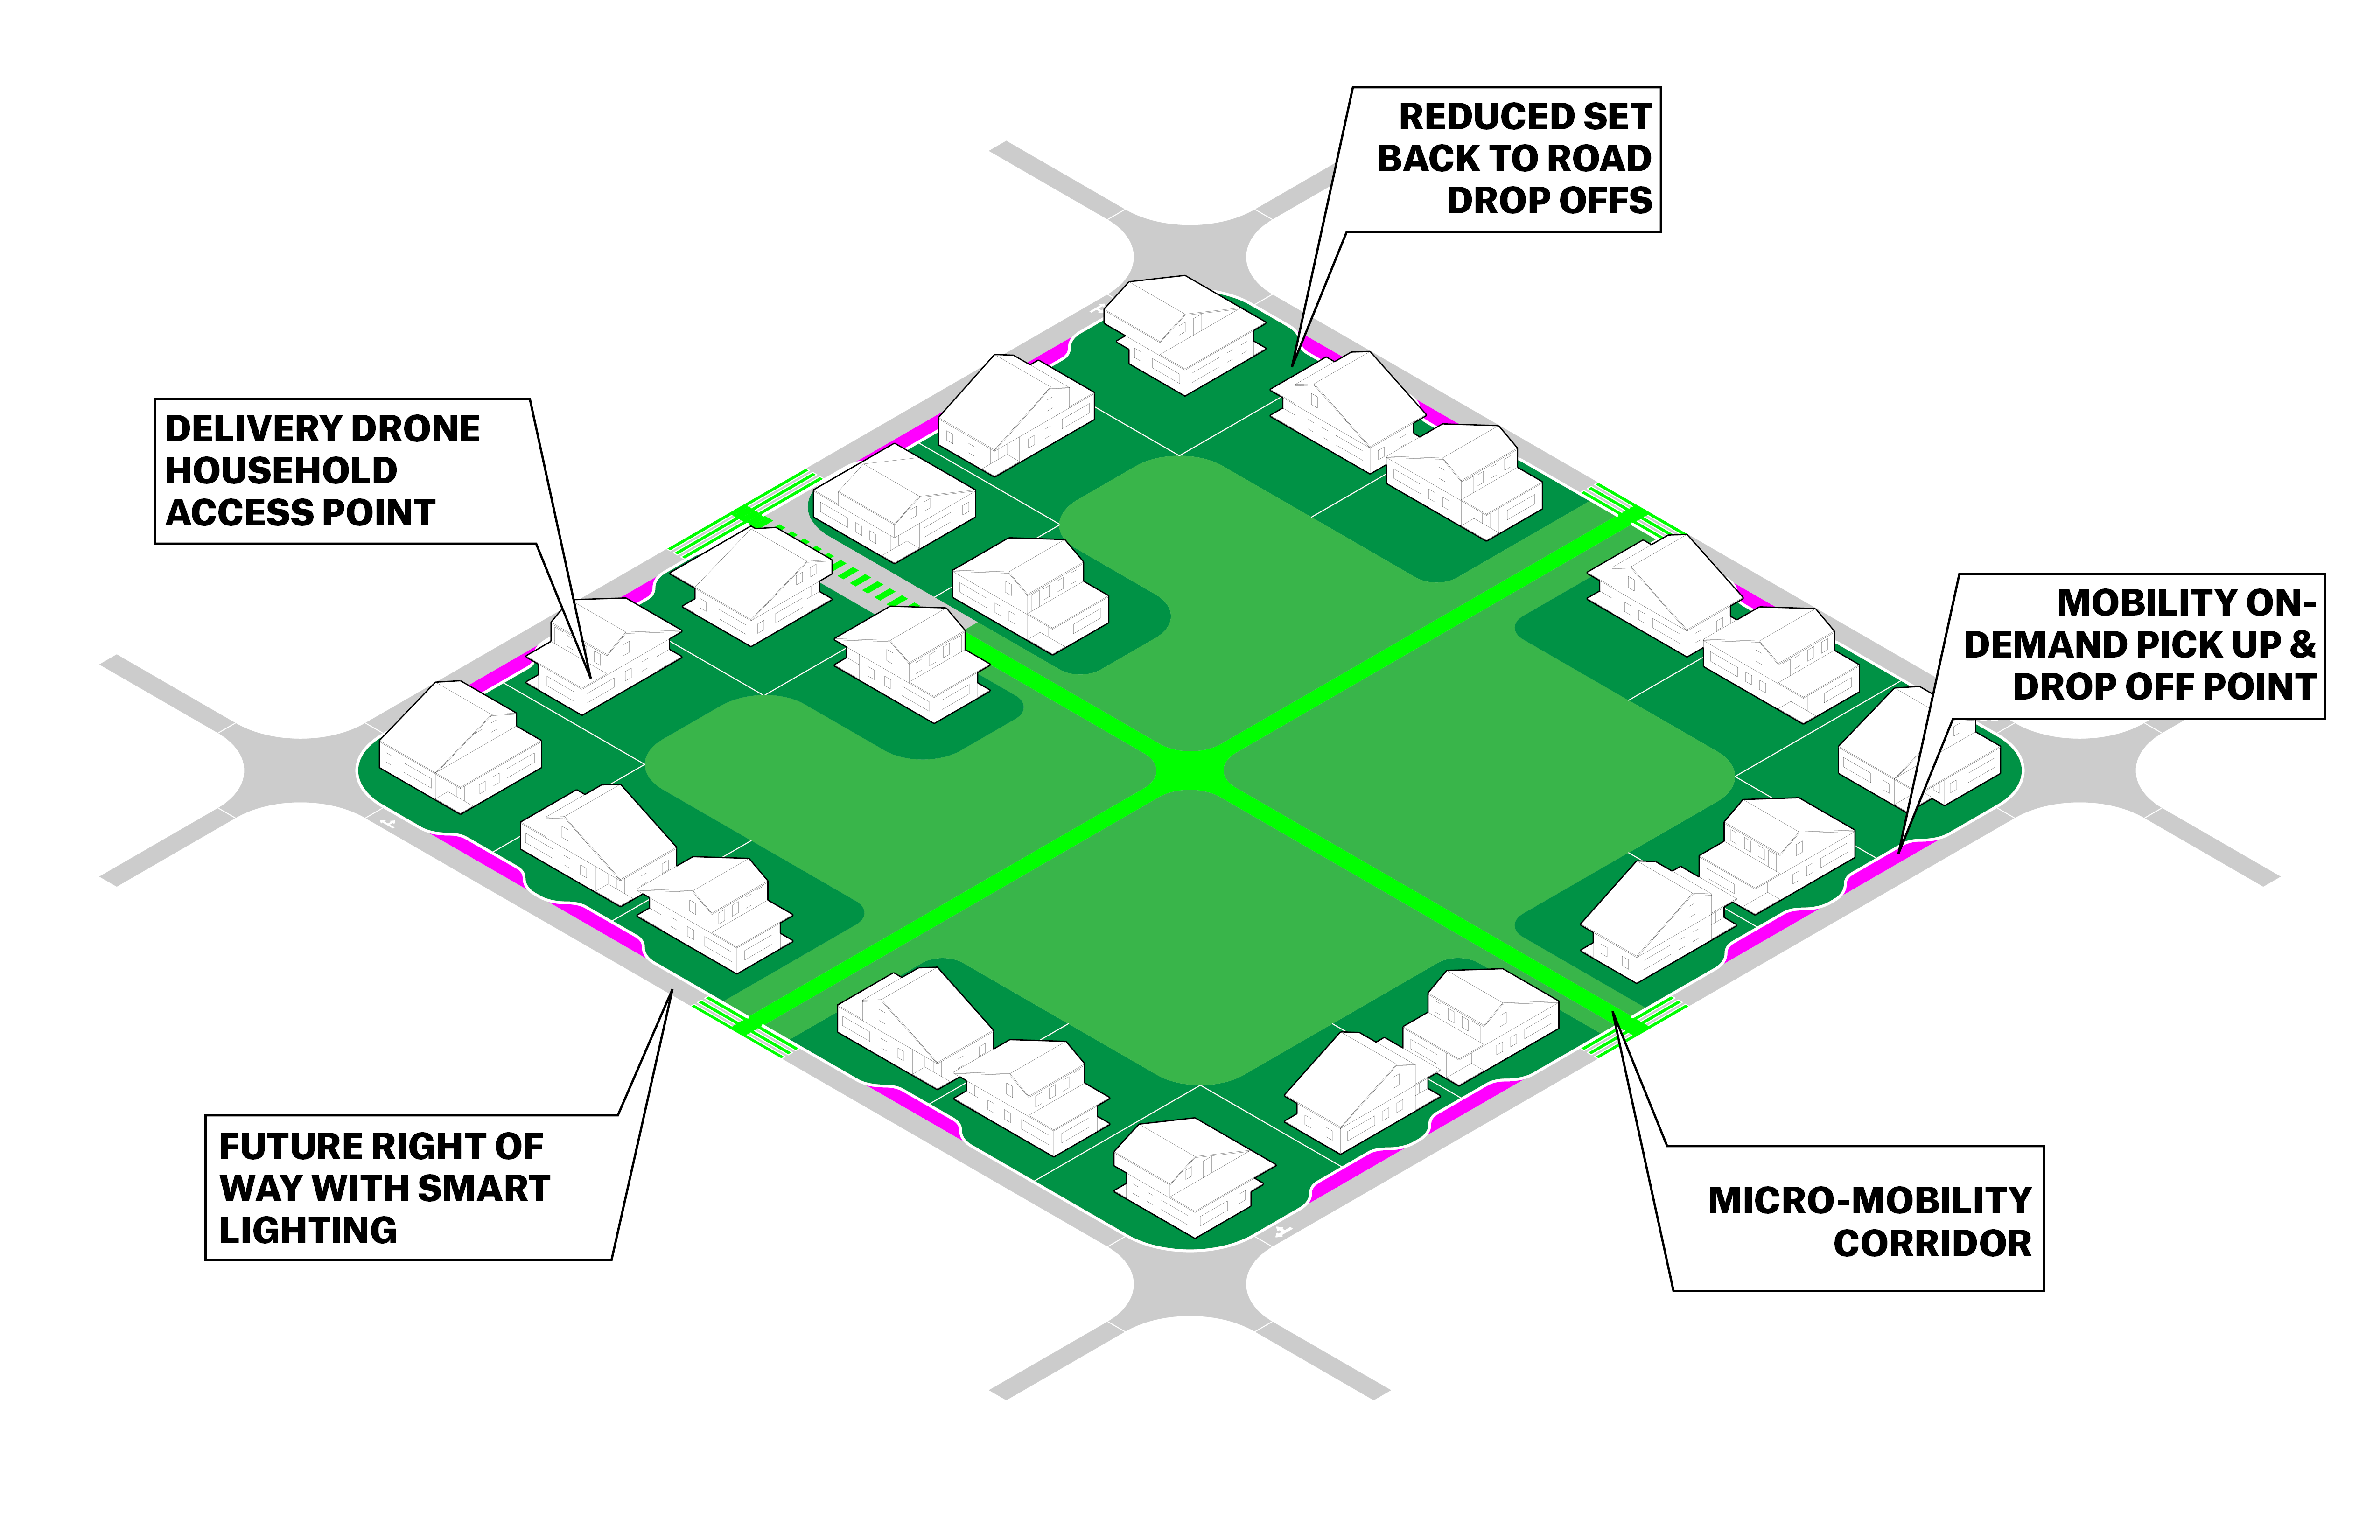 REDUCED SET
BACK TO ROAD
DROP OFFS
DELIVERY DRONE
HOUSEHOLD
ACCESS POINT
MOBILITY ON-
DEMAND PICK UP &
DROP OFF POINT
FUTURE RIGHT OF
WAY WITH SMART
LIGHTING
MICRO-MOBILITY
CORRIDOR